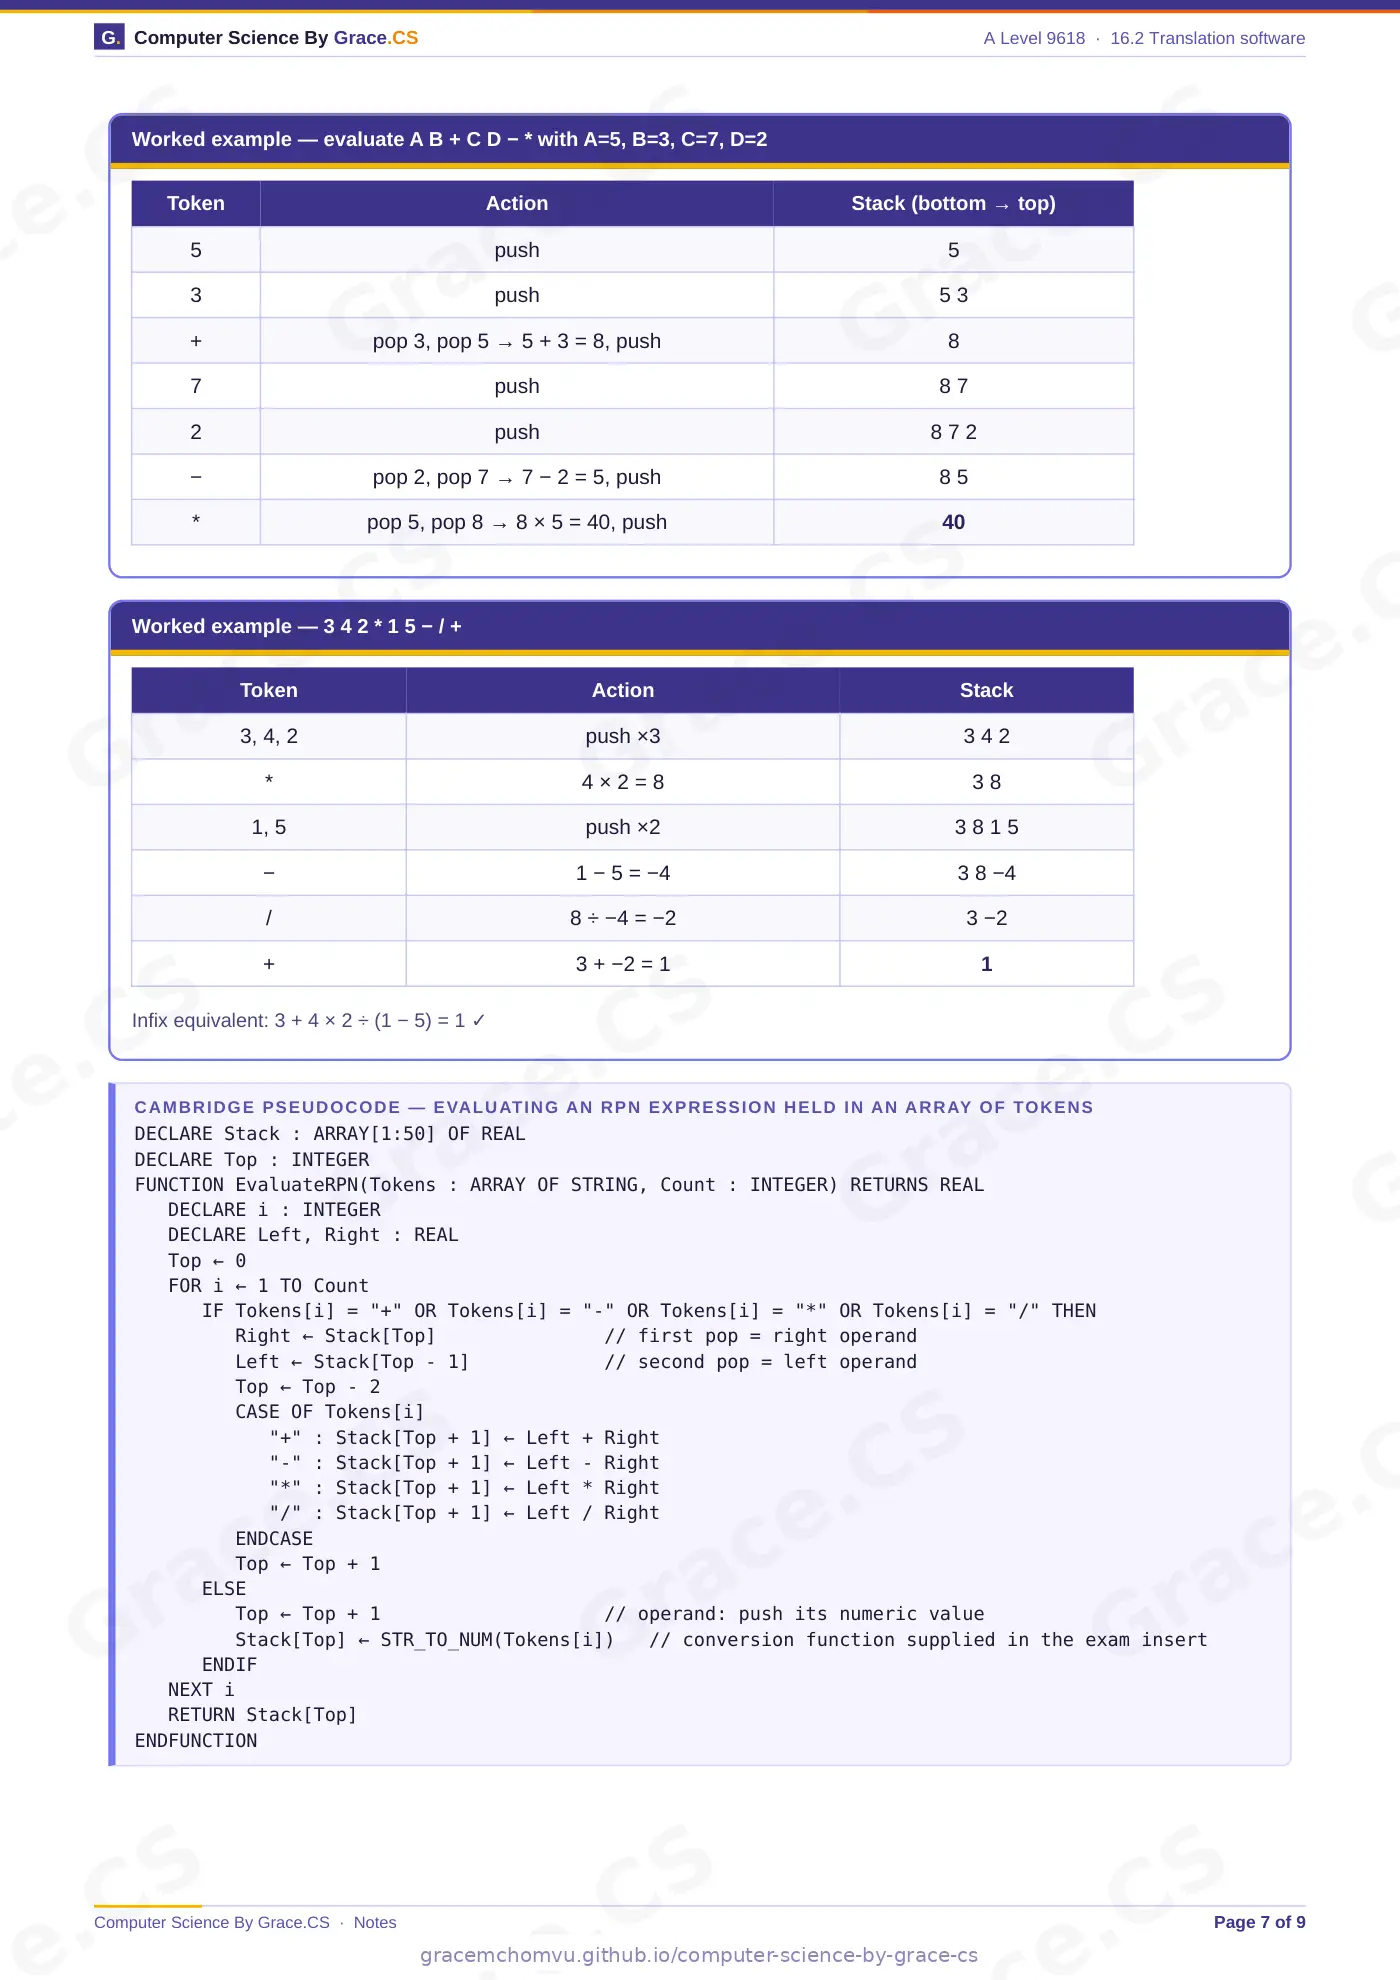 G. Computer Science By Grace.CS
A Level 9618 · 16.2 Translation software
Worked example — evaluate A B + C D − * with A=5, B=3, C=7, D=2
Token Action Stack (bottom → top)
5 push 5
3 push 5 3
+ pop 3, pop 5 → 5 + 3 = 8, push 8
7 push 8 7
2 push 8 7 2
− pop 2, pop 7 → 7 − 2 = 5, push 8 5
* pop 5, pop 8 → 8 × 5 = 40, push 40
Worked example — 3 4 2 * 1 5 − / +
Token Action Stack
3, 4, 2 push ×3 3 4 2
* 4 × 2 = 8 3 8
1, 5 push ×2 3 8 1 5
− 1 − 5 = −4 3 8 −4
/ 8 ÷ −4 = −2 3 −2
+ 3 + −2 = 1 1
Infix equivalent: 3 + 4 × 2 ÷ (1 − 5) = 1 ✓
CAMBRIDGE PSEUDOCODE — EVALUATING AN RPN EXPRESSION HELD IN AN ARRAY OF TOKENS
DECLARE Stack : ARRAY[1:50] OF REAL
DECLARE Top : INTEGER
FUNCTION EvaluateRPN(Tokens : ARRAY OF STRING, Count : INTEGER) RETURNS REAL
   DECLARE i : INTEGER
   DECLARE Left, Right : REAL
   Top ← 0
   FOR i ← 1 TO Count
      IF Tokens[i] = "+" OR Tokens[i] = "-" OR Tokens[i] = "*" OR Tokens[i] = "/" THEN
         Right ← Stack[Top]               // first pop = right operand
         Left ← Stack[Top - 1]            // second pop = left operand
         Top ← Top - 2
         CASE OF Tokens[i]
            "+" : Stack[Top + 1] ← Left + Right
            "-" : Stack[Top + 1] ← Left - Right
            "*" : Stack[Top + 1] ← Left * Right
            "/" : Stack[Top + 1] ← Left / Right
         ENDCASE
         Top ← Top + 1
      ELSE
         Top ← Top + 1                    // operand: push its numeric value
         Stack[Top] ← STR_TO_NUM(Tokens[i])   // conversion function supplied in the exam insert
      ENDIF
   NEXT i
   RETURN Stack[Top]
ENDFUNCTION
Computer Science By Grace.CS · Notes
Page 7 of 9
gracemchomvu.github.io/computer-science-by-grace-cs